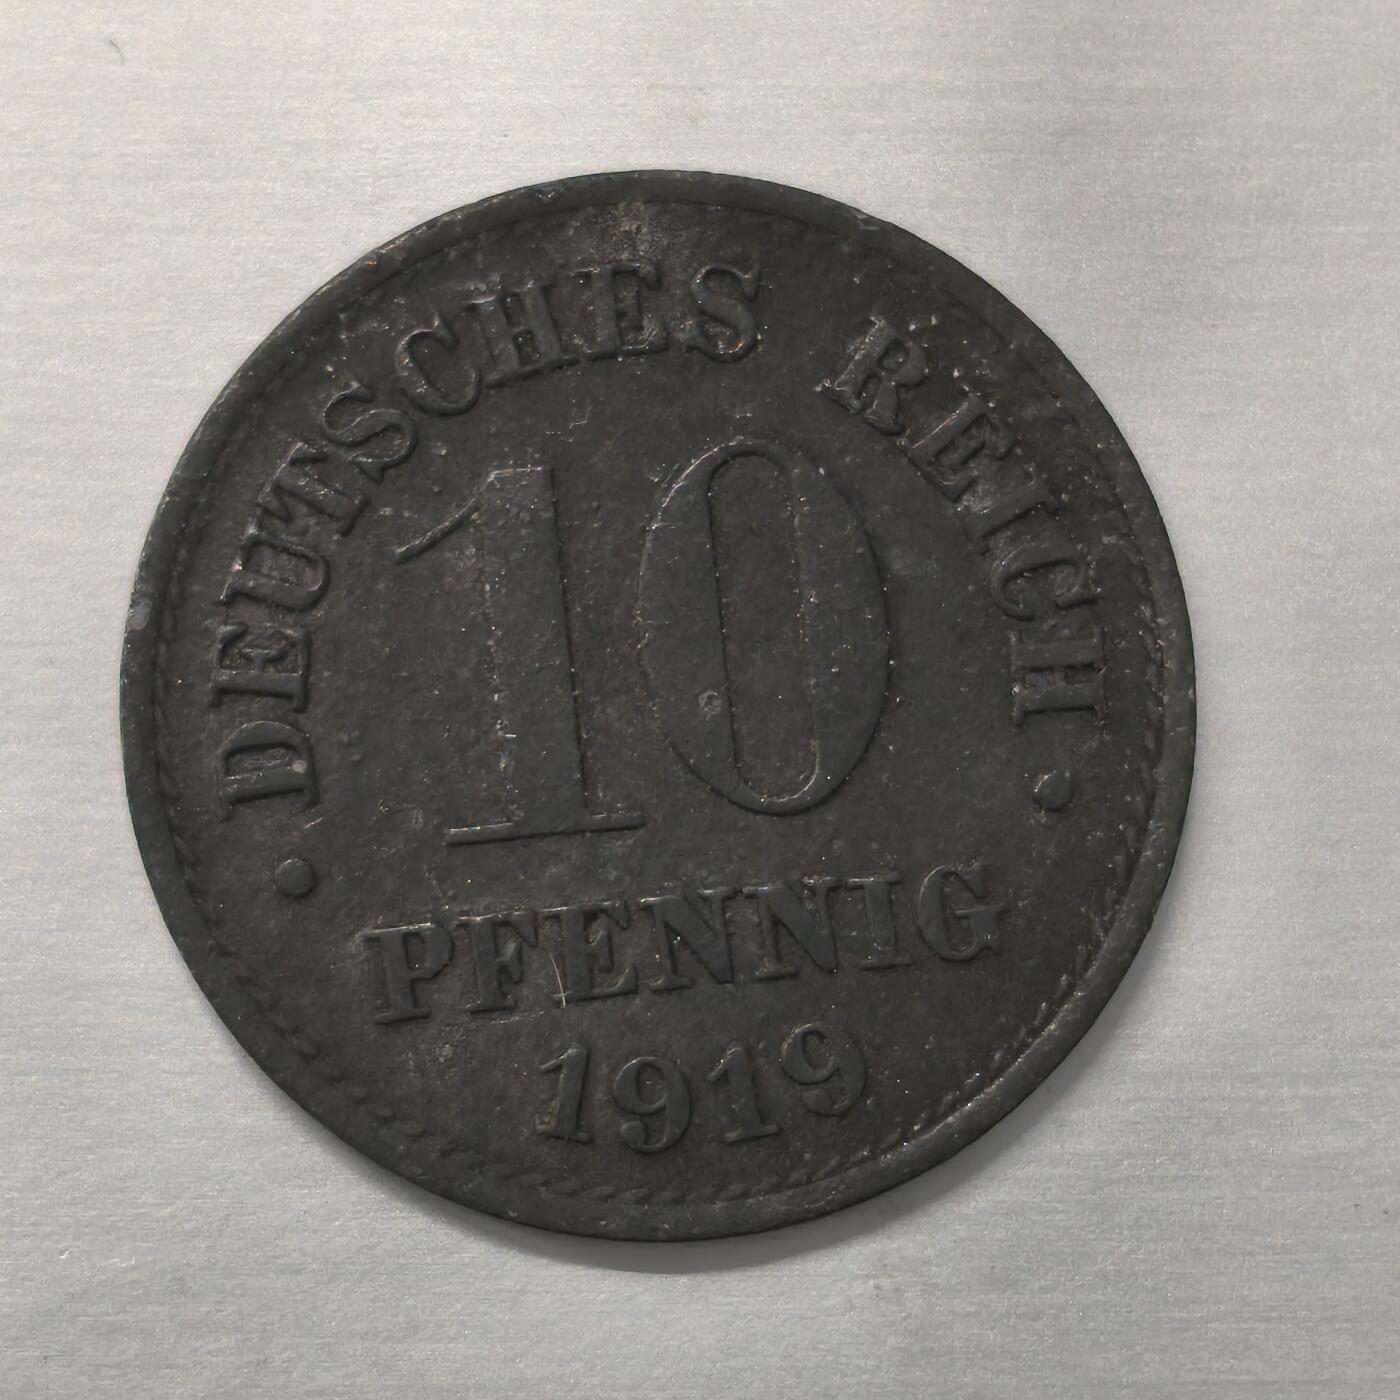 DEUTSCHES REICH
10
PFENNIG
1919